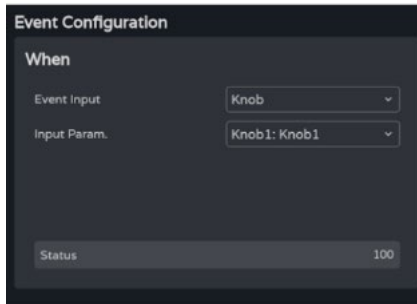 Event Configuration
When
Event Input Knob
Input Param. Knob1: Knob1
Status 100